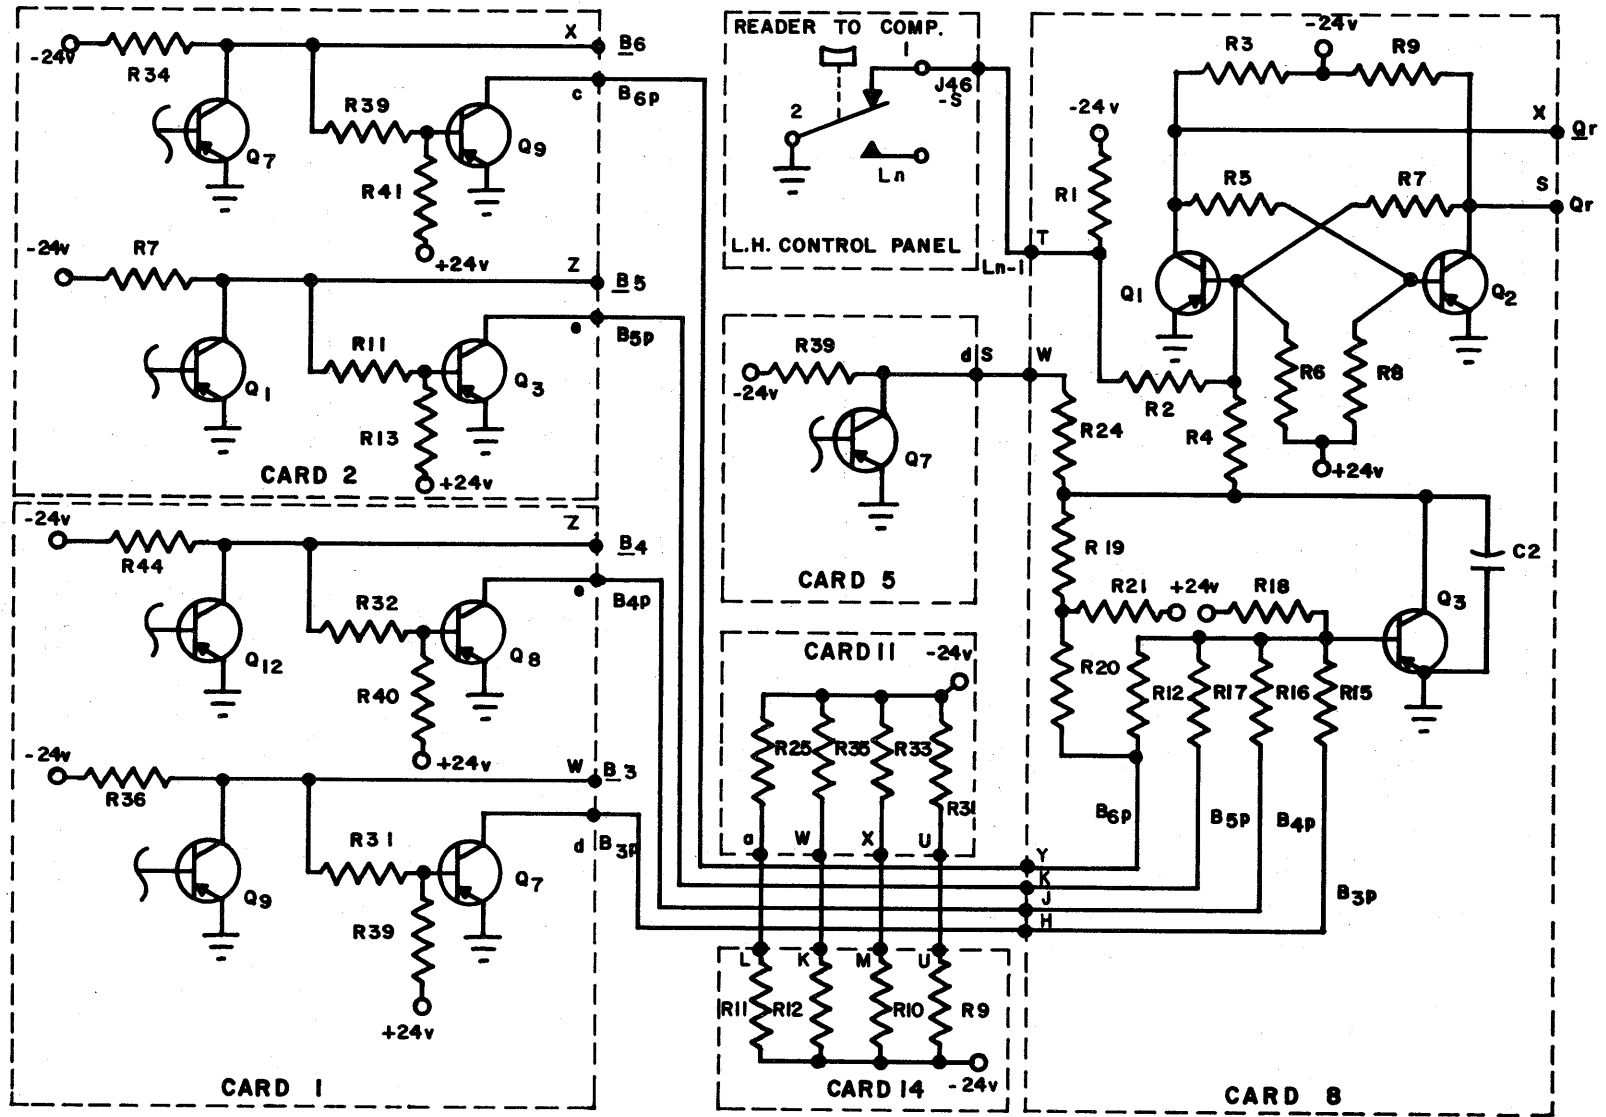 -24v
R34
X
B6
c
B6p
Q7
R39
Q9
R41
+24v
-24v
R7
Z
B5
e
B5p
Q1
R11
Q3
R13
+24v
CARD 2
-24v
R44
Z
B4
e
B4p
Q12
R32
Q8
R40
+24v
-24v
R36
W
B3
d
B3p
Q9
R31
Q7
R39
+24v
CARD 1
READER TO COMP.
1
J46
-S
2
Ln
L.H. CONTROL PANEL
Ln-1
R39
-24v
d
S
Q7
CARD 5
CARD 11
-24v
R25
R35
R33
R31
a
W
X
U
L
K
M
U
R11
R12
R10
R9
CARD 14
-24v
-24v
R3
R9
-24v
R1
X
Qr
R5
R7
S
Qr
T
Q1
Q2
W
R2
R6
R8
R24
R4
+24v
R19
C2
R21
+24v
R18
Q3
R20
R12
R17
R16
R15
B6p
B5p
B4p
B3p
Y
K
J
H
CARD 8